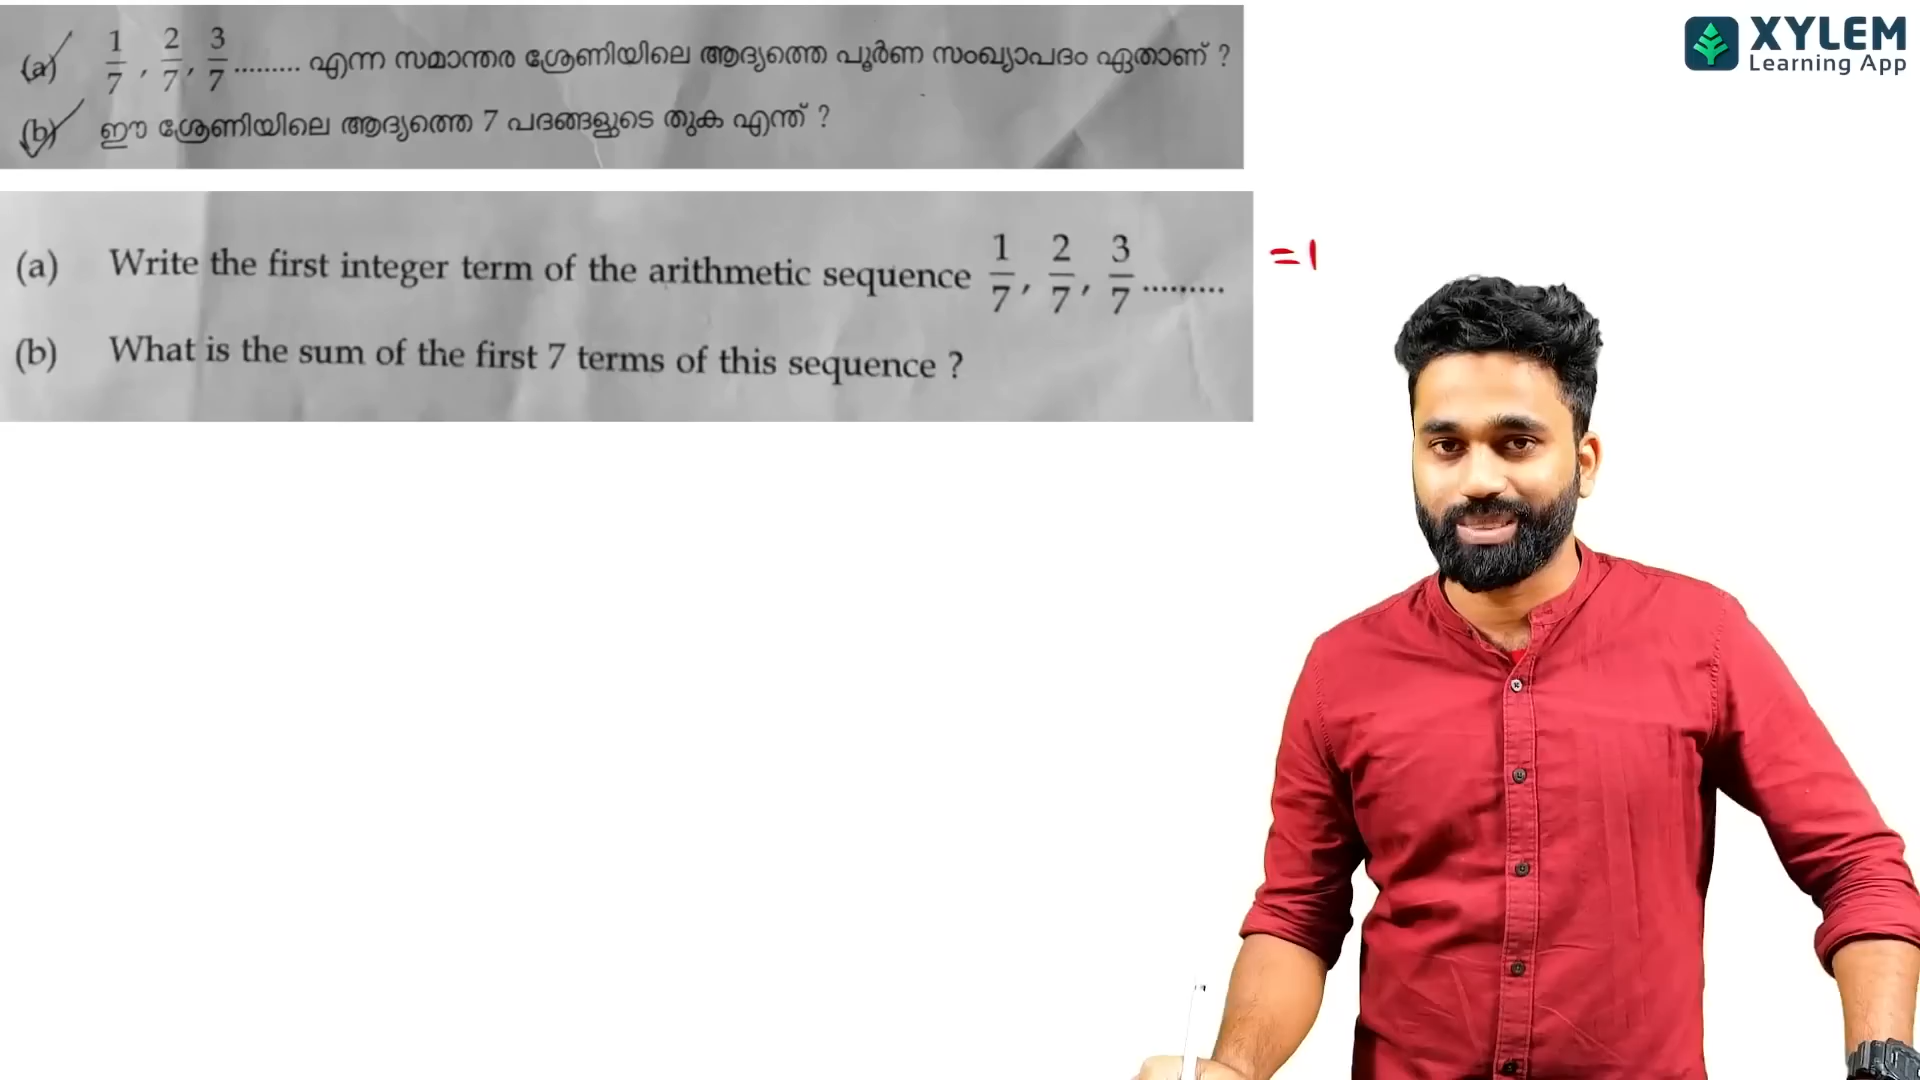 XYLEM
Learning App
(a) 1/7, 2/7, 3/7 ......... എന്ന സമാന്തര ശ്രേണിയിലെ ആദ്യത്തെ പൂർണ സംഖ്യാപദം ഏതാണ് ?
(b) ഈ ശ്രേണിയിലെ ആദ്യത്തെ 7 പദങ്ങളുടെ തുക എന്ത് ?
(a) Write the first integer term of the arithmetic sequence 1/7, 2/7, 3/7 ......... =1
(b) What is the sum of the first 7 terms of this sequence ?